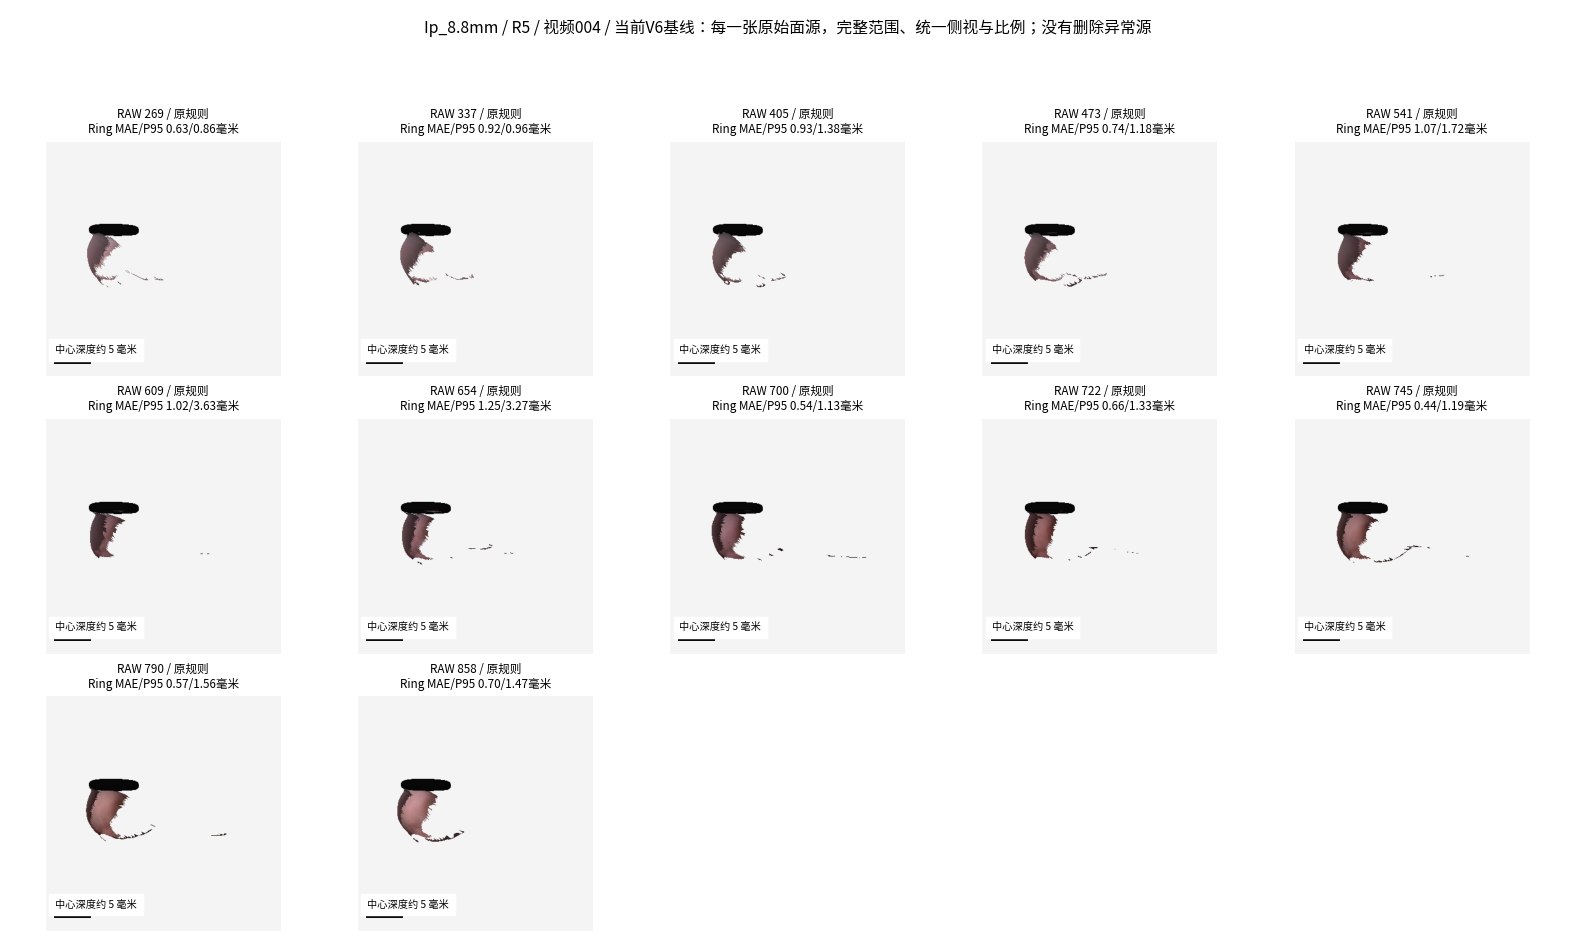 Ip_8.8mm / R5 / 视频004 / 当前V6基线：每一张原始面源，完整范围、统一侧视与比例；没有删除异常源
RAW 269 / 原规则
Ring MAE/P95 0.63/0.86毫米
RAW 337 / 原规则
Ring MAE/P95 0.92/0.96毫米
RAW 405 / 原规则
Ring MAE/P95 0.93/1.38毫米
RAW 473 / 原规则
Ring MAE/P95 0.74/1.18毫米
RAW 541 / 原规则
Ring MAE/P95 1.07/1.72毫米
中心深度约 5 毫米
中心深度约 5 毫米
中心深度约 5 毫米
中心深度约 5 毫米
中心深度约 5 毫米
RAW 609 / 原规则
Ring MAE/P95 1.02/3.63毫米
RAW 654 / 原规则
Ring MAE/P95 1.25/3.27毫米
RAW 700 / 原规则
Ring MAE/P95 0.54/1.13毫米
RAW 722 / 原规则
Ring MAE/P95 0.66/1.33毫米
RAW 745 / 原规则
Ring MAE/P95 0.44/1.19毫米
中心深度约 5 毫米
中心深度约 5 毫米
中心深度约 5 毫米
中心深度约 5 毫米
中心深度约 5 毫米
RAW 790 / 原规则
Ring MAE/P95 0.57/1.56毫米
RAW 858 / 原规则
Ring MAE/P95 0.70/1.47毫米
中心深度约 5 毫米
中心深度约 5 毫米